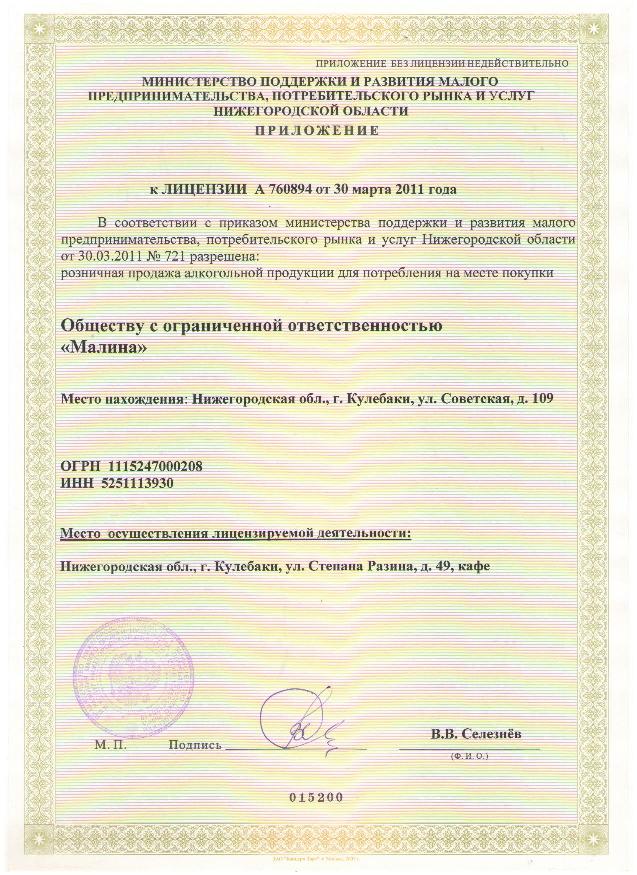 ПРИЛОЖЕНИЕ БЕЗ ЛИЦЕНЗИИ НЕДЕЙСТВИТЕЛЬНО
МИНИСТЕРСТВО ПОДДЕРЖКИ И РАЗВИТИЯ МАЛОГО
ПРЕДПРИНИМАТЕЛЬСТВА, ПОТРЕБИТЕЛЬСКОГО РЫНКА И УСЛУГ
НИЖЕГОРОДСКОЙ ОБЛАСТИ
ПРИЛОЖЕНИЕ
к ЛИЦЕНЗИИ А 760894 от 30 марта 2011 года
В соответствии с приказом министерства поддержки и развития малого
предпринимательства, потребительского рынка и услуг Нижегородской области
от 30.03.2011 № 721 разрешена:
розничная продажа алкогольной продукции для потребления на месте покупки
Обществу с ограниченной ответственностью
«Малина»
Место нахождения: Нижегородская обл., г. Кулебаки, ул. Советская, д. 109
ОГРН 1115247000208
ИНН 5251113930
Место осуществления лицензируемой деятельности:
Нижегородская обл., г. Кулебаки, ул. Степана Разина, д. 49, кафе
В.В. Селезнёв
М. П. Подпись
(Ф. И. О.)
015200